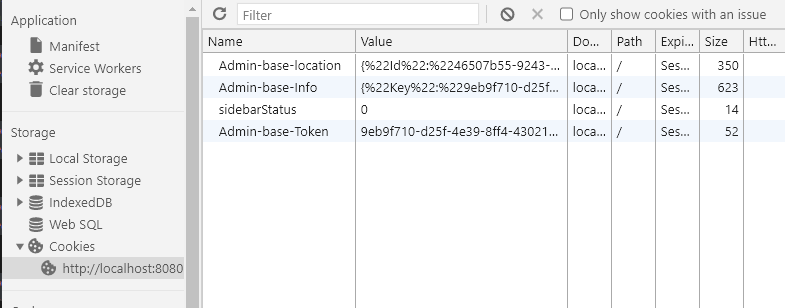 Application
Manifest
Service Workers
Clear storage
Storage
Local Storage
Session Storage
IndexedDB
Web SQL
Cookies
http://localhost:8080
Filter
Only show cookies with an issue
Name Value Do... Path Expi... Size Htt...
Admin-base-location {%22Id%22:%2246507b55-9243-... loca... / Ses... 350
Admin-base-Info {%22Key%22:%229eb9f710-d25f... loca... / Ses... 623
sidebarStatus 0 loca... / Ses... 14
Admin-base-Token 9eb9f710-d25f-4e39-8ff4-43021... loca... / Ses... 52